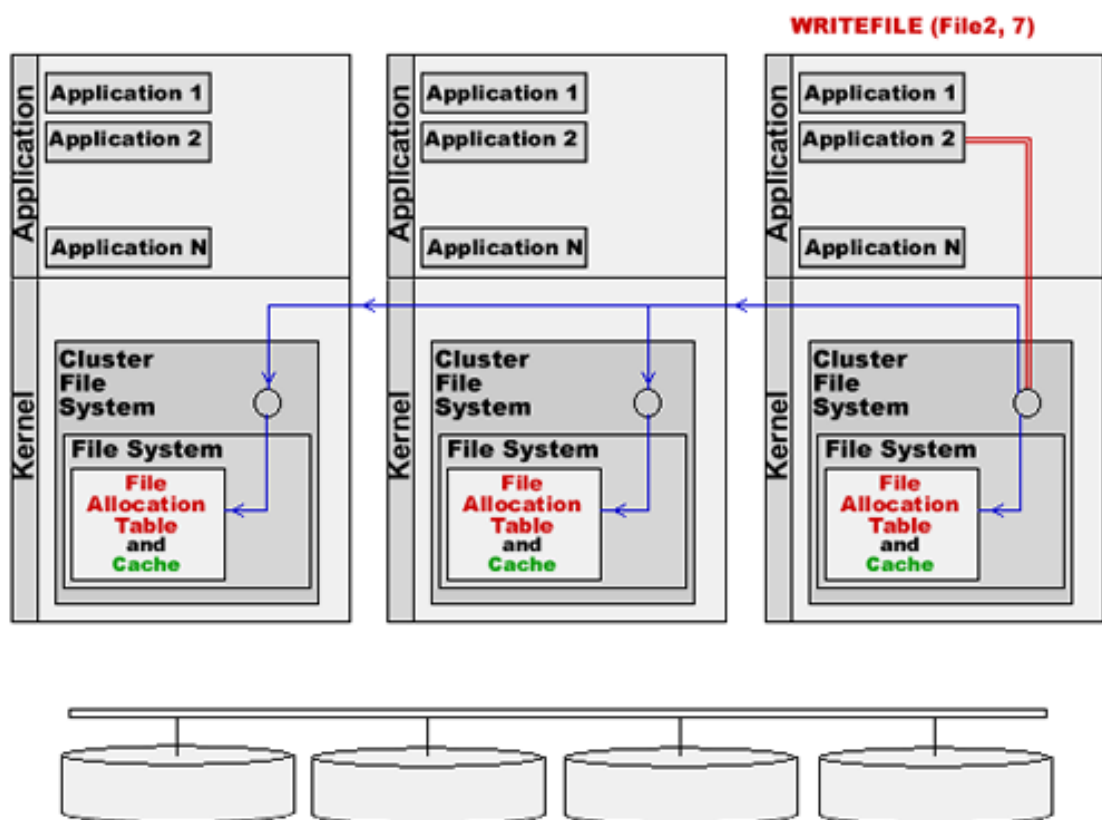 WRITEFILE (File2, 7)
Application
Application 1
Application 2
Application N
Kernel
Cluster
File
System
File System
File
Allocation
Table
and
Cache
Application
Application 1
Application 2
Application N
Kernel
Cluster
File
System
File System
File
Allocation
Table
and
Cache
Application
Application 1
Application 2
Application N
Kernel
Cluster
File
System
File System
File
Allocation
Table
and
Cache